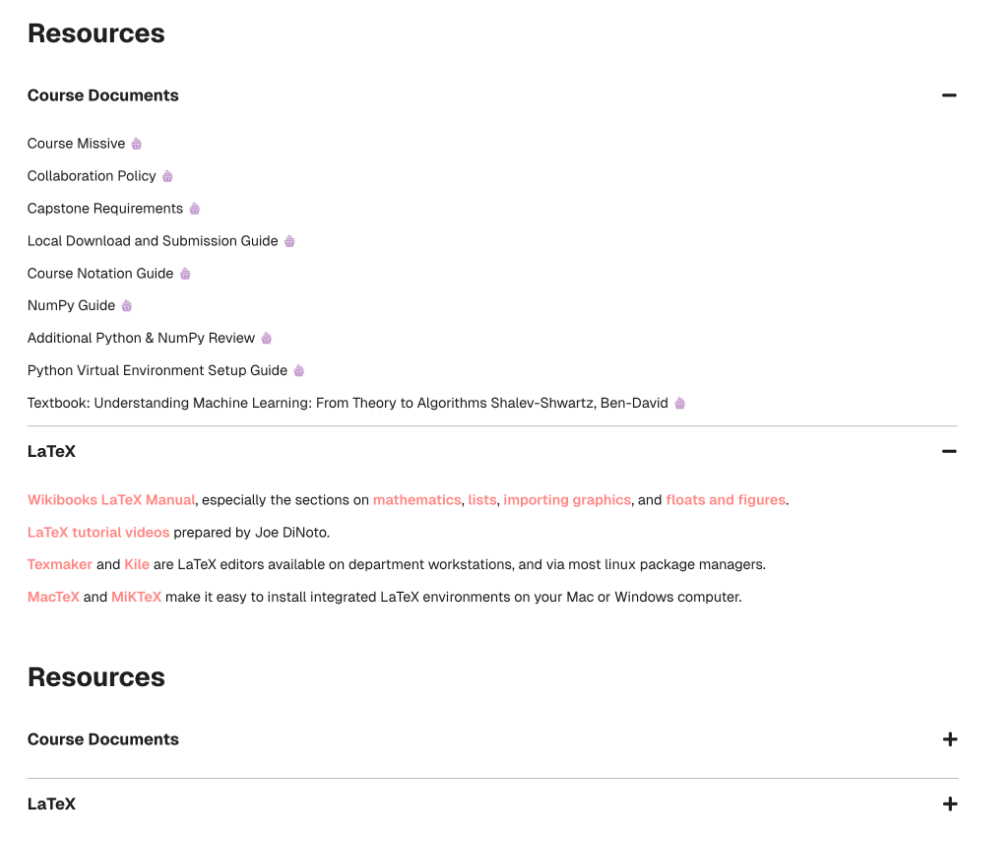 Resources
Course Documents
Course Missive
Collaboration Policy
Capstone Requirements
Local Download and Submission Guide
Course Notation Guide
NumPy Guide
Additional Python & NumPy Review
Python Virtual Environment Setup Guide
Textbook: Understanding Machine Learning: From Theory to Algorithms Shalev-Shwartz, Ben-David
LaTeX
Wikibooks LaTeX Manual, especially the sections on mathematics, lists, importing graphics, and floats and figures.
LaTeX tutorial videos prepared by Joe DiNoto.
Texmaker and Kile are LaTeX editors available on department workstations, and via most linux package managers.
MacTeX and MiKTeX make it easy to install integrated LaTeX environments on your Mac or Windows computer.
Resources
Course Documents
LaTeX